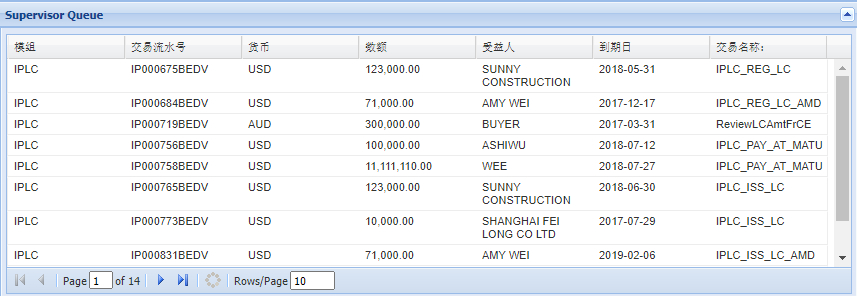 Supervisor Queue
模组 交易流水号 货币 数额 受益人 到期日 交易名称:
IPLC IP000675BEDV USD 123,000.00 SUNNY 2018-05-31 IPLC_REG_LC
CONSTRUCTION
IPLC IP000684BEDV USD 71,000.00 AMY WEI 2017-12-17 IPLC_REG_LC_AMD
IPLC IP000719BEDV AUD 300,000.00 BUYER 2017-03-31 ReviewLCAmtFrCE
IPLC IP000756BEDV USD 100,000.00 ASHIWU 2018-07-12 IPLC_PAY_AT_MATU
IPLC IP000758BEDV USD 11,111,110.00 WEE 2018-07-27 IPLC_PAY_AT_MATU
IPLC IP000765BEDV USD 123,000.00 SUNNY 2018-06-30 IPLC_ISS_LC
CONSTRUCTION
IPLC IP000773BEDV USD 10,000.00 SHANGHAI FEI 2017-07-29 IPLC_ISS_LC
LONG CO LTD
IPLC IP000831BEDV USD 71,000.00 AMY WEI 2019-02-06 IPLC_ISS_LC_AMD
Page 1 of 14 Rows/Page 10